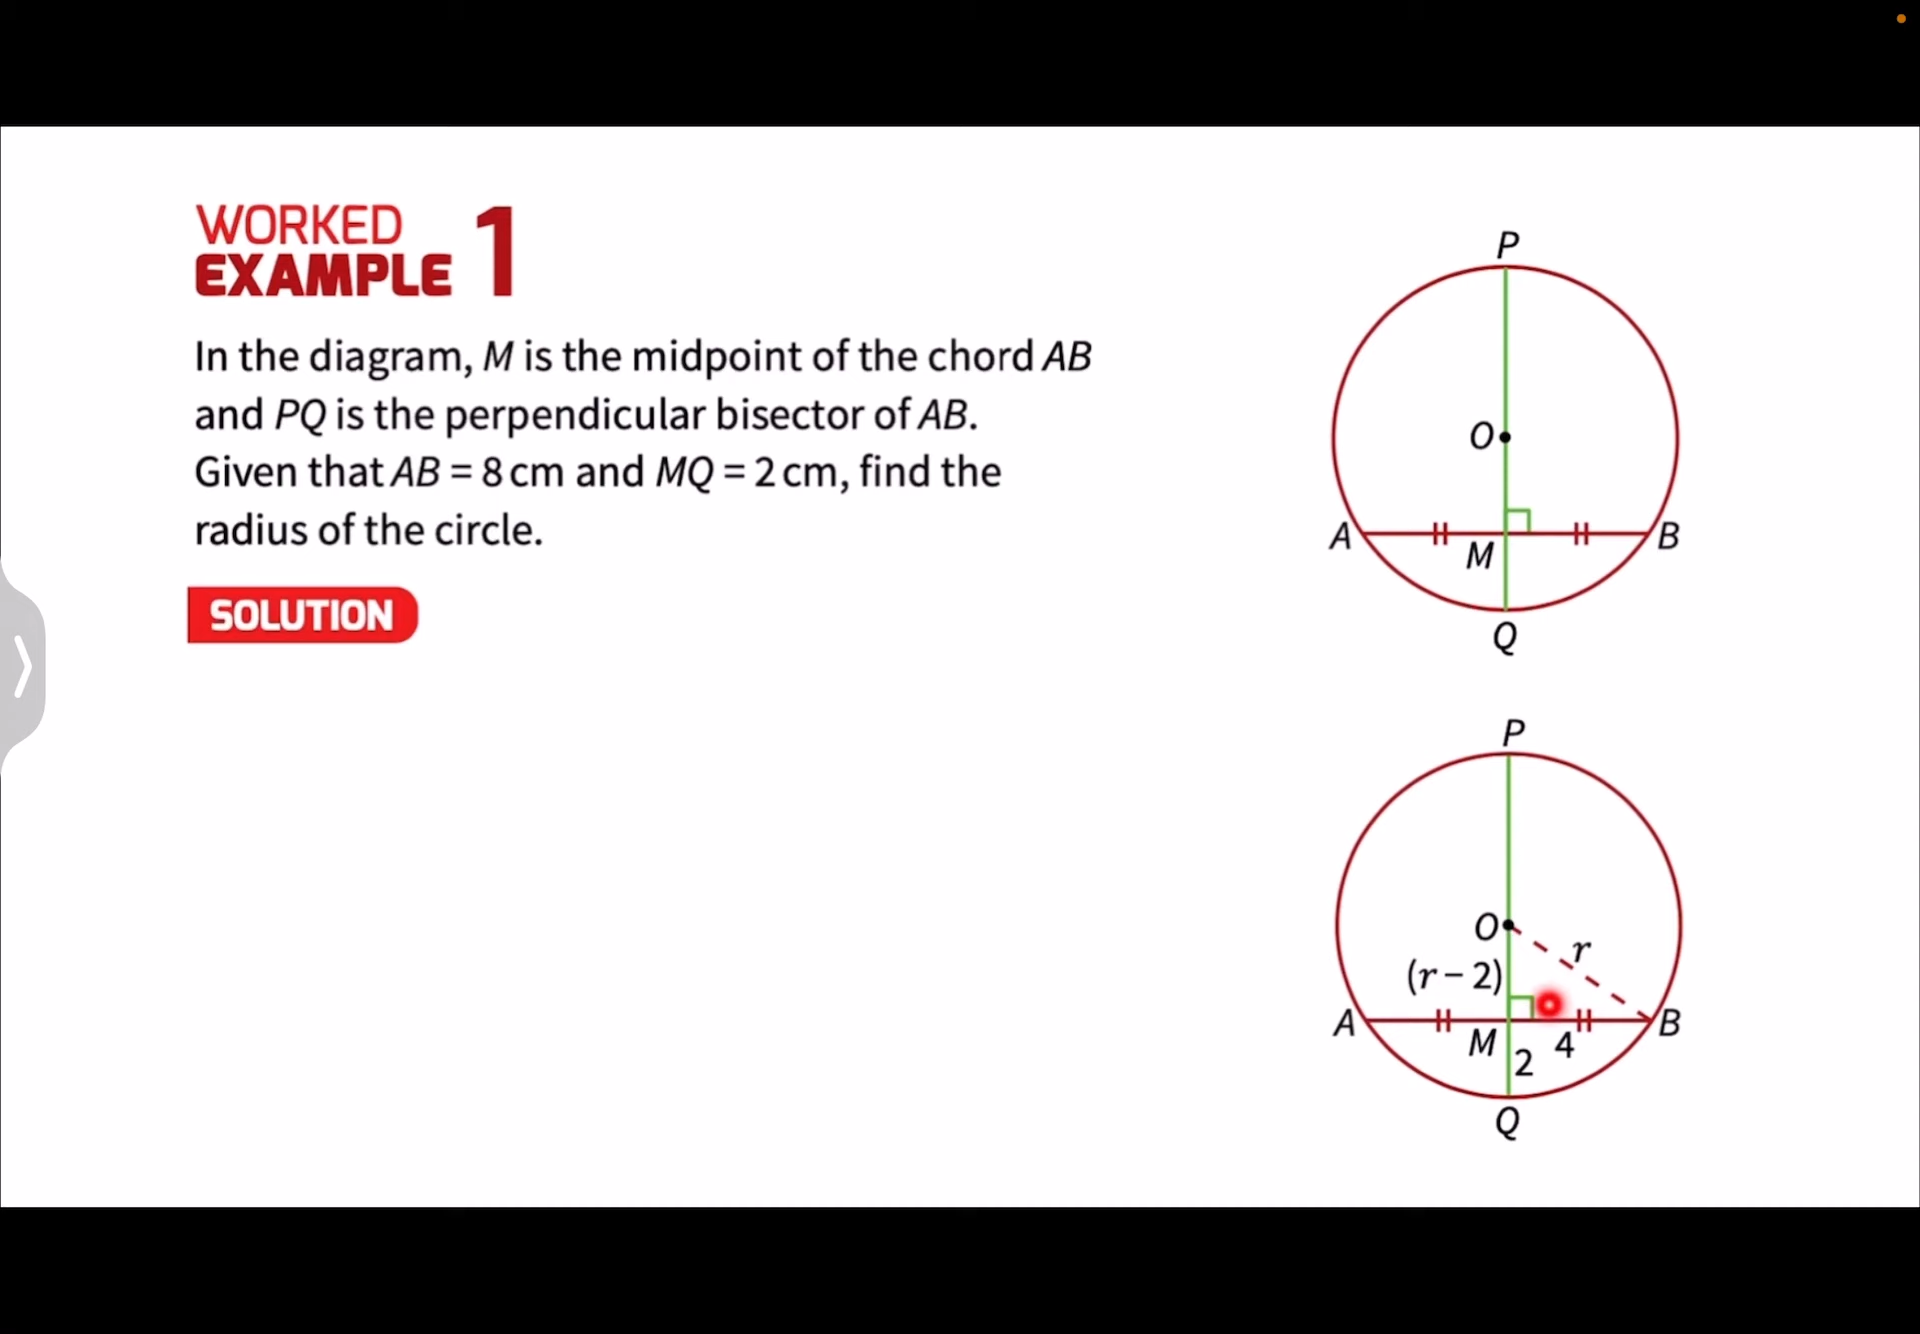 WORKED
EXAMPLE 1
In the diagram, M is the midpoint of the chord AB
and PQ is the perpendicular bisector of AB.
Given that AB = 8 cm and MQ = 2 cm, find the
radius of the circle.
SOLUTION
P
O
A
M
B
Q
P
O
r
(r − 2)
A
M
2
4
B
Q